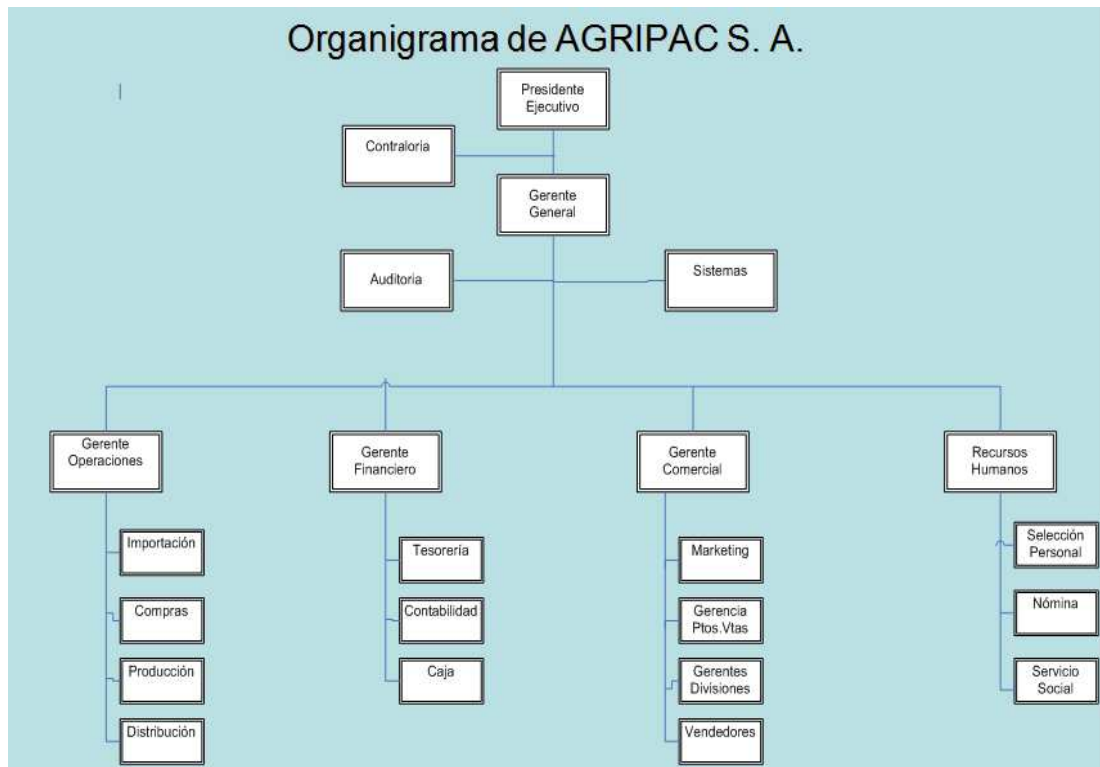 Organigrama de AGRIPAC S. A.
Presidente
Ejecutivo
Contraloria
Gerente
General
Auditoria
Sistemas
Gerente
Operaciones
Gerente
Financiero
Gerente
Comercial
Recursos
Humanos
Importación
Compras
Producción
Distribución
Tesorería
Contabilidad
Caja
Marketing
Gerencia
Ptos.Vtas
Gerentes
Divisiones
Vendedores
Selección
Personal
Nómina
Servicio
Social